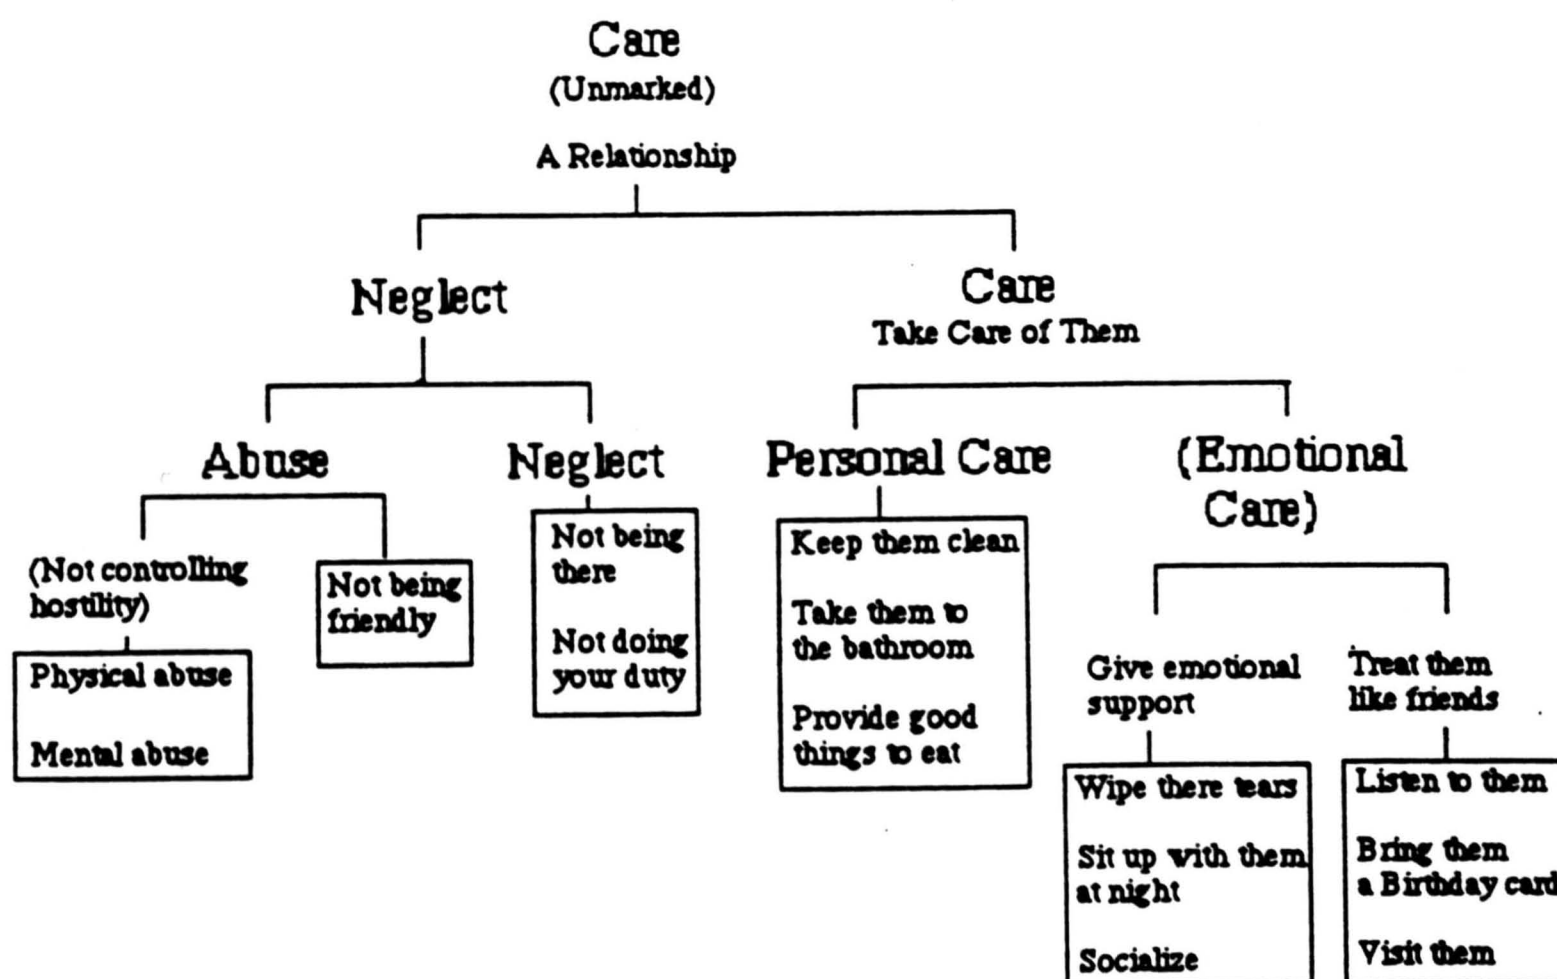 Care
(Unmarked)
A Relationship
Neglect
Care
Take Care of Them
Abuse
Neglect
Personal Care
(Emotional
Care)
(Not controlling
hostility)
Physical abuse
Mental abuse
Not being
friendly
Not being
there
Not doing
your duty
Keep them clean
Take them to
the bathroom
Provide good
things to eat
Give emotional
support
Wipe there tears
Sit up with them
at night
Socialize
Treat them
like friends
Listen to them
Bring them
a Birthday card
Visit them